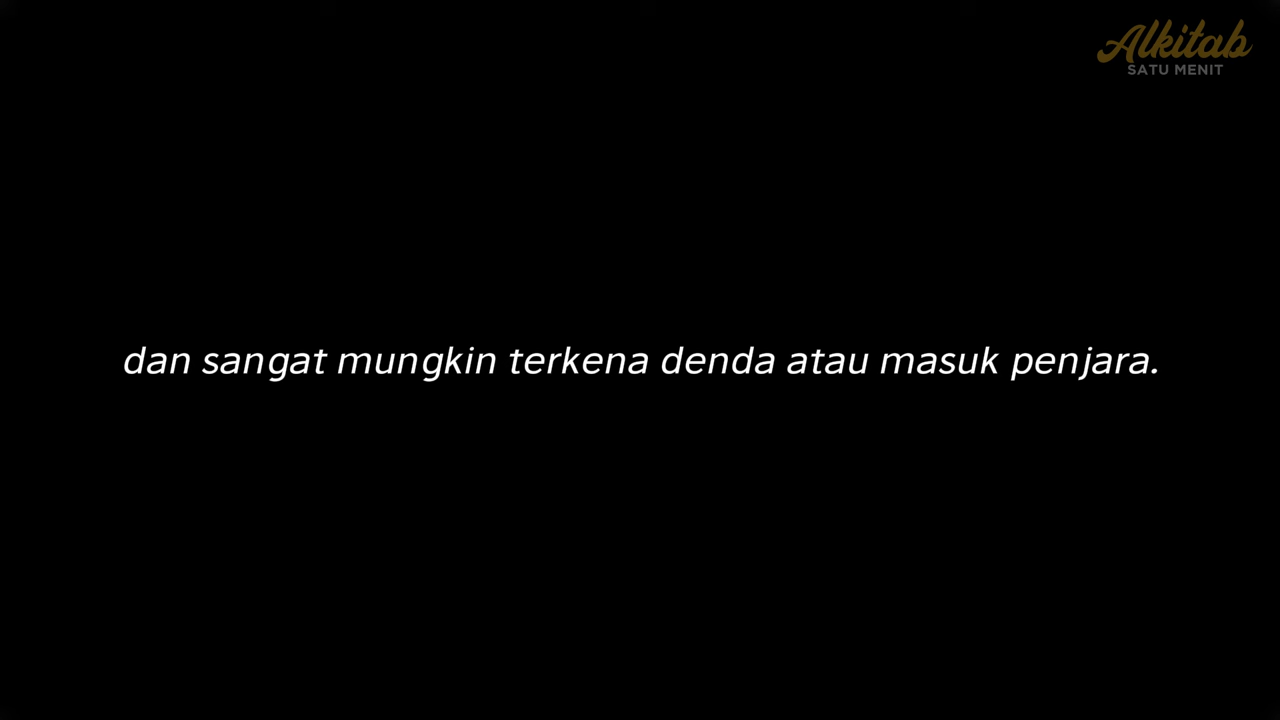 Alkitab
SATU MENIT
dan sangat mungkin terkena denda atau masuk penjara.